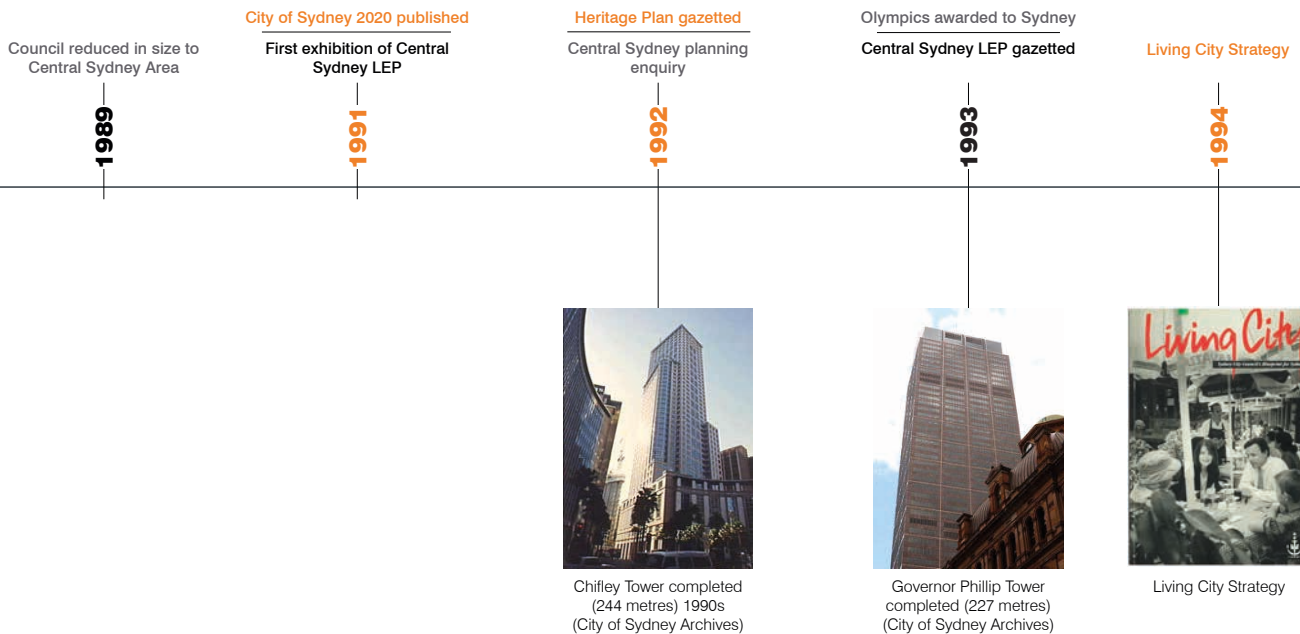 Council reduced in size to
Central Sydney Area
1989
City of Sydney 2020 published
First exhibition of Central
Sydney LEP
1991
Heritage Plan gazetted
Central Sydney planning
enquiry
1992
Olympics awarded to Sydney
Central Sydney LEP gazetted
1993
Living City Strategy
1994
Chifley Tower completed
(244 metres) 1990s
(City of Sydney Archives)
Governor Phillip Tower
completed (227 metres)
(City of Sydney Archives)
Living City
Living City Strategy